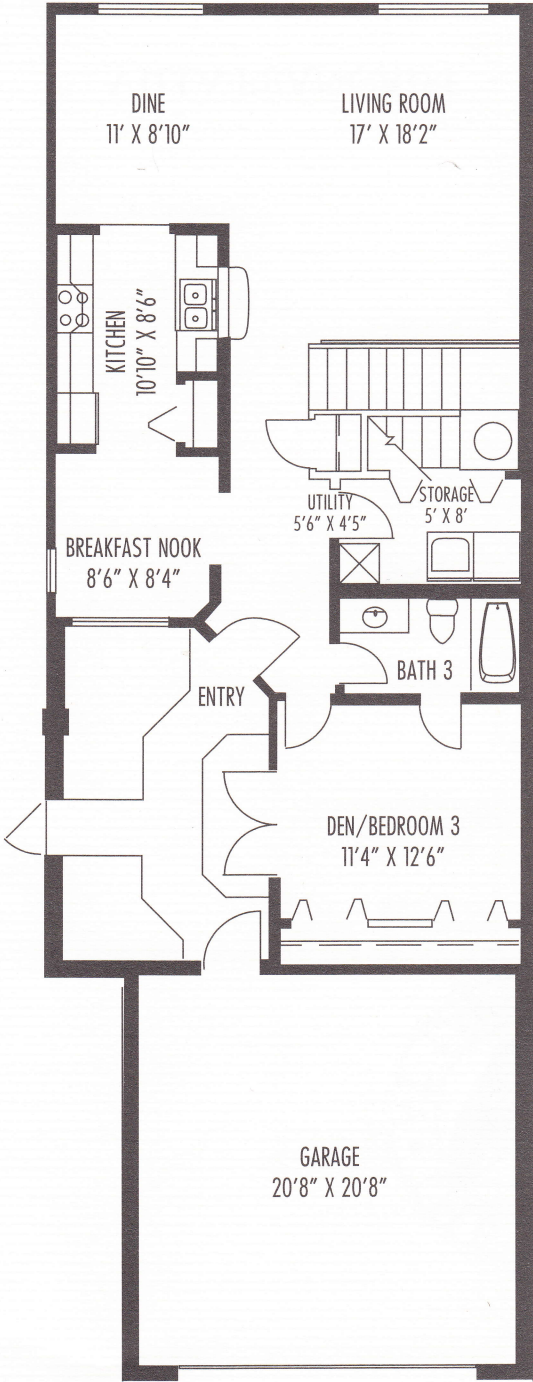 DINE
11' X 8'10"
LIVING ROOM
17' X 18'2"
KITCHEN
10'10" X 8'6"
UTILITY
5'6" X 4'5"
STORAGE
5' X 8'
BREAKFAST NOOK
8'6" X 8'4"
ENTRY
BATH 3
DEN/BEDROOM 3
11'4" X 12'6"
GARAGE
20'8" X 20'8"